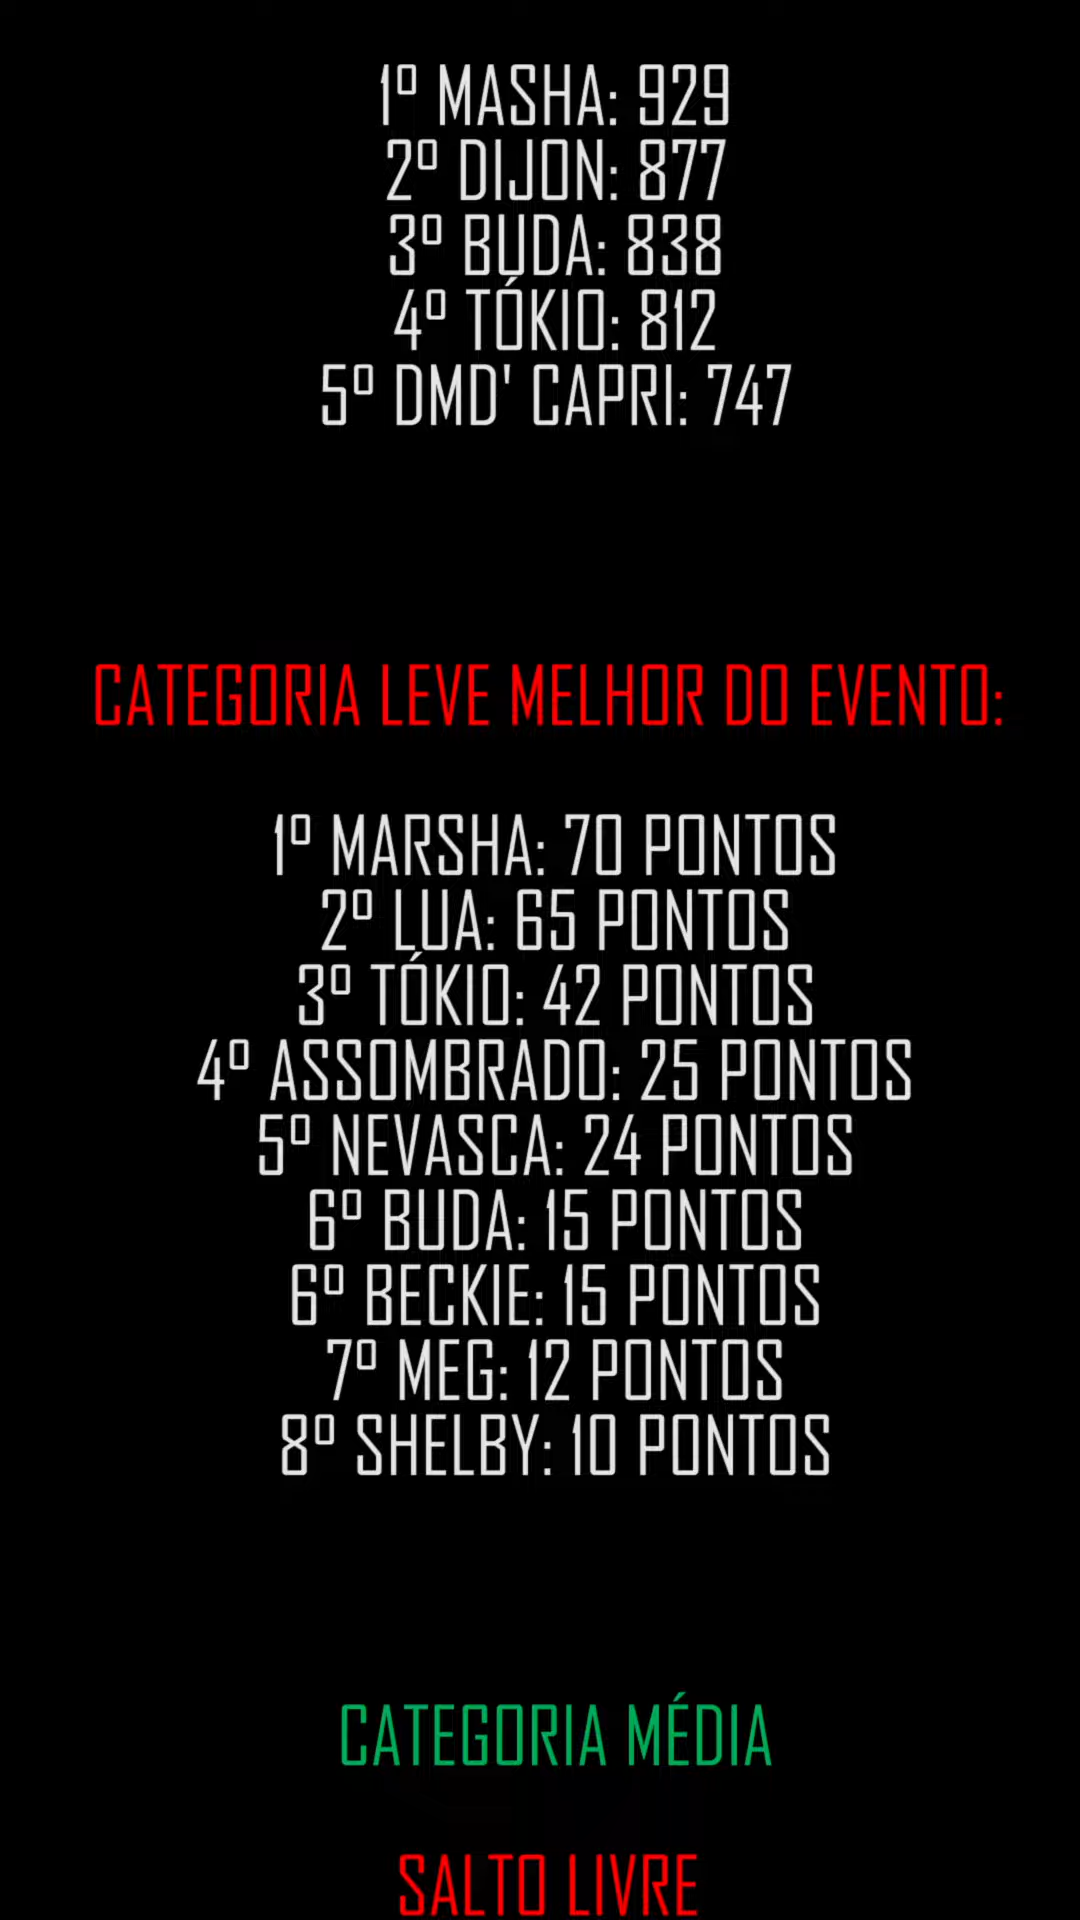 1º MASHA: 929
2º DIJON: 877
3º BUDA: 838
4º TÓKIO: 812
5º DMD' CAPRI: 747
CATEGORIA LEVE MELHOR DO EVENTO:
1º MARSHA: 70 PONTOS
2º LUA: 65 PONTOS
3º TÓKIO: 42 PONTOS
4º ASSOMBRADO: 25 PONTOS
5º NEVASCA: 24 PONTOS
6º BUDA: 15 PONTOS
6º BECKIE: 15 PONTOS
7º MEG: 12 PONTOS
8º SHELBY: 10 PONTOS
CATEGORIA MÉDIA
SALTO LIVRE